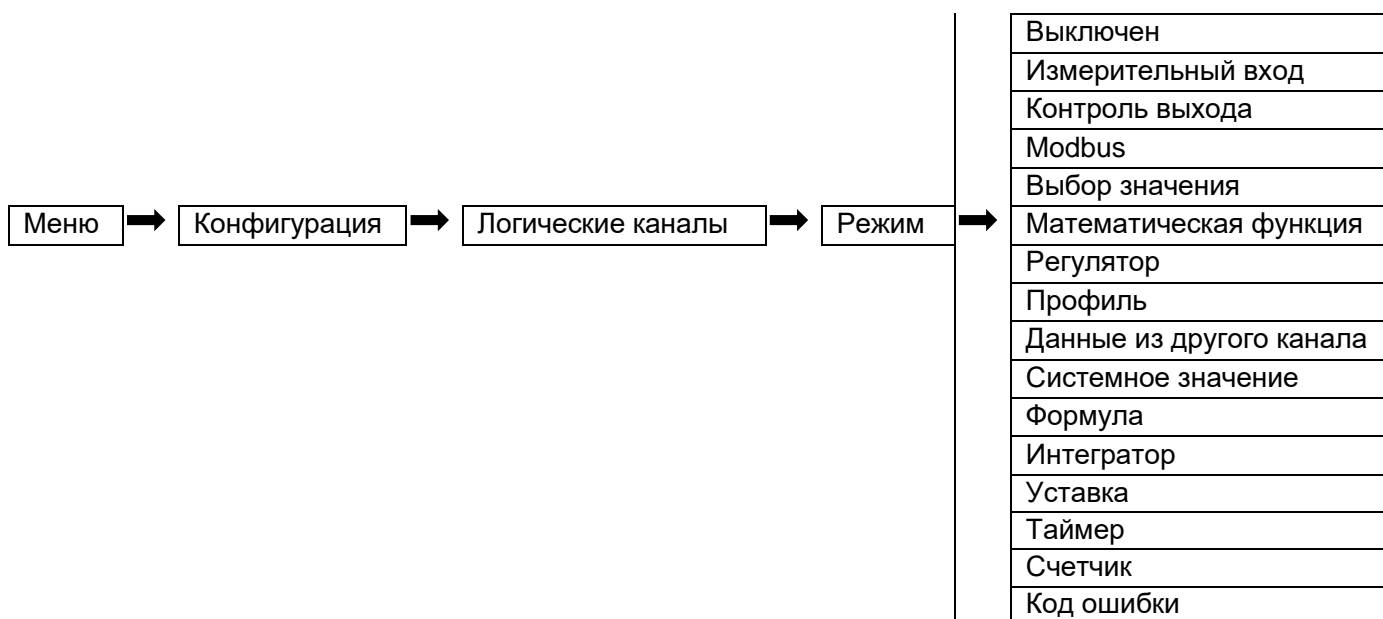 Меню
Конфигурация
Логические каналы
Режим
Выключен
Измерительный вход
Контроль выхода
Modbus
Выбор значения
Математическая функция
Регулятор
Профиль
Данные из другого канала
Системное значение
Формула
Интегратор
Уставка
Таймер
Счетчик
Код ошибки